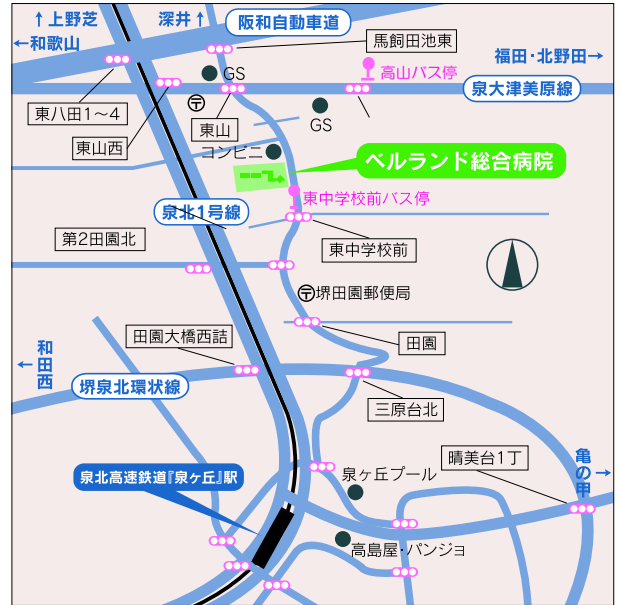 ↑上野芝
深井↑
阪和自動車道
←和歌山
馬飼田池東
福田・北野田→
高山バス停
GS
泉大津美原線
東八田1〜4
〒
東山
GS
東山西
コンビニ
ベルランド総合病院
東中学校前バス停
泉北1号線
第2田園北
東中学校前
〒堺田園郵便局
田園大橋西詰
田園
←和田西
堺泉北環状線
三原台北
晴美台1丁
亀の甲→
泉北高速鉄道『泉ヶ丘』駅
泉ヶ丘プール
高島屋・パンジョ